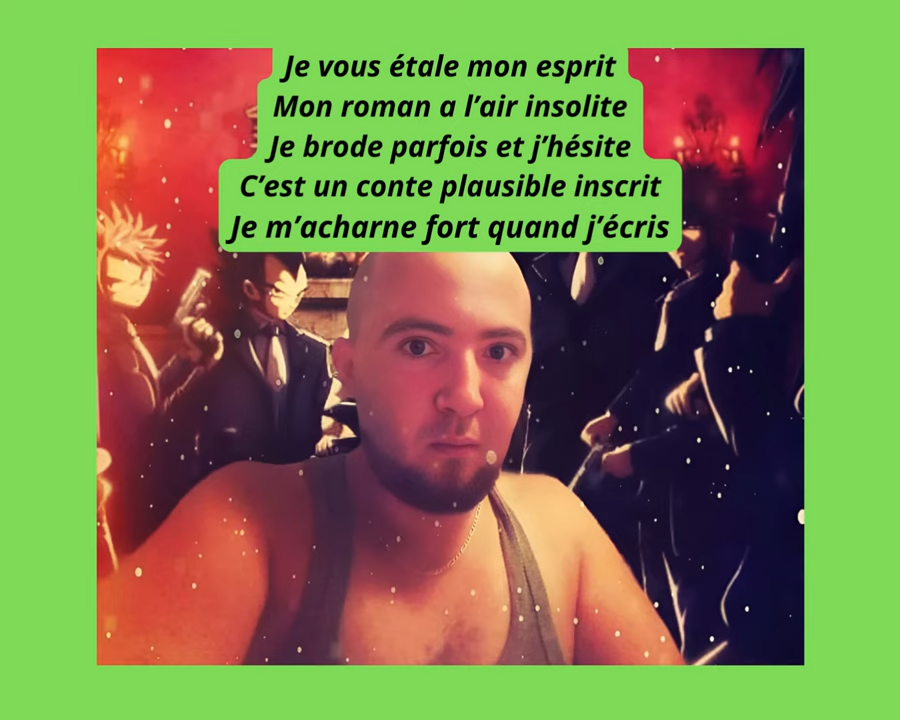 Je vous étale mon esprit
Mon roman a l’air insolite
Je brode parfois et j’hésite
C’est un conte plausible inscrit
Je m’acharne fort quand j’écris